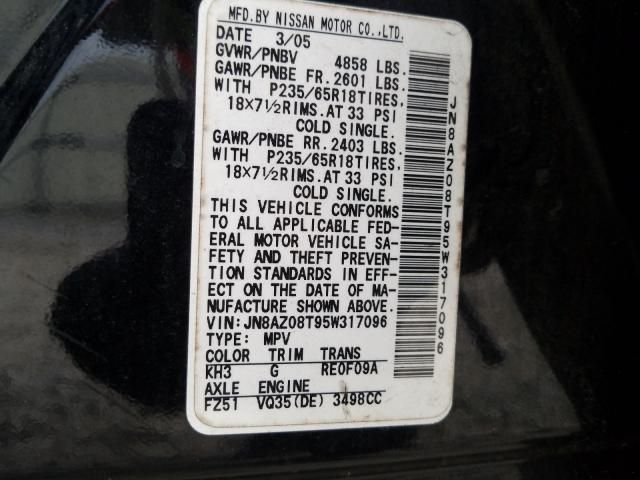 MFD.BY NISSAN MOTOR CO.,LTD.
DATE 3/05
GVWR/PNBV 4858 LBS.
GAWR/PNBE FR. 2601 LBS.
WITH P235/65R18TIRES.
18X7½RIMS.AT 33 PSI
COLD SINGLE.
GAWR/PNBE RR. 2403 LBS.
WITH P235/65R18TIRES.
18X7½RIMS.AT 33 PSI
COLD SINGLE.
THIS VEHICLE CONFORMS
TO ALL APPLICABLE FED-
ERAL MOTOR VEHICLE SA-
FETY AND THEFT PREVEN-
TION STANDARDS IN EFF-
ECT ON THE DATE OF MA-
NUFACTURE SHOWN ABOVE.
VIN:JN8AZ08T95W317096
TYPE: MPV
COLOR TRIM TRANS
KH3 G RE0F09A
AXLE ENGINE
FZ51 VQ35(DE) 3498CC
JN8AZ08T95W317096